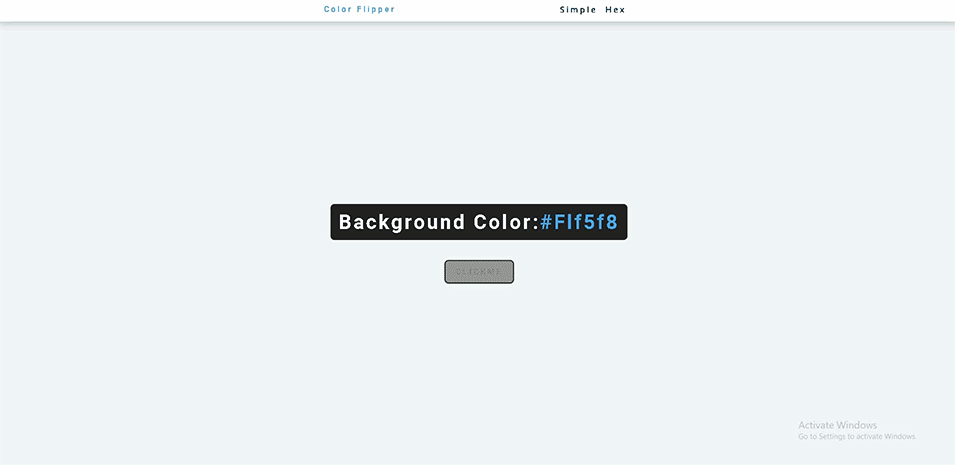 Color Flipper
Simple Hex
Background Color:#F1f5f8
CLICK ME
Activate Windows
Go to Settings to activate Windows.